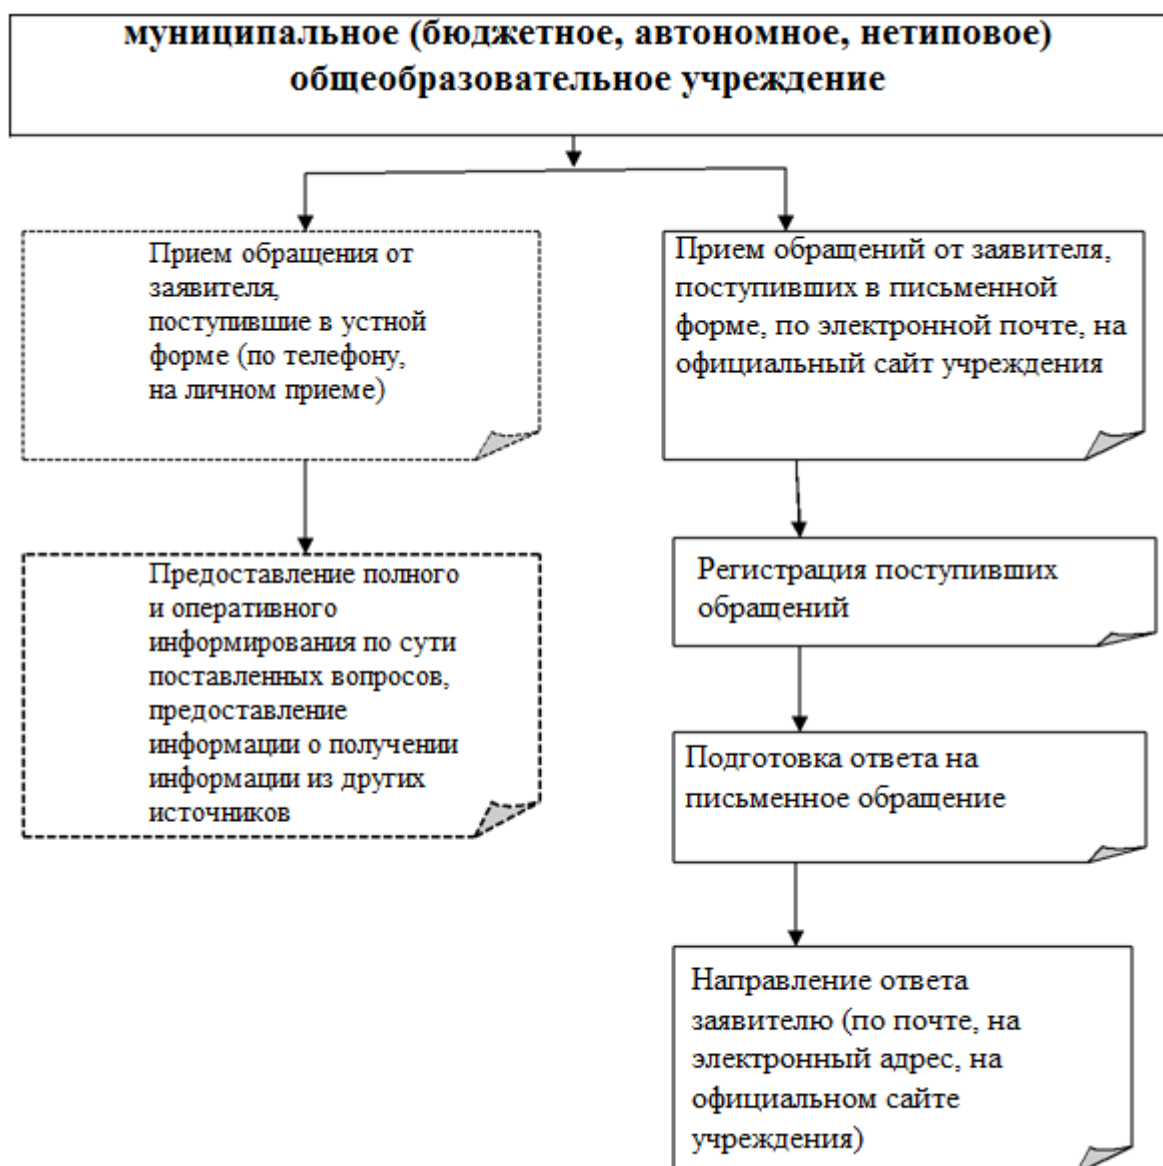 муниципальное (бюджетное, автономное, нетиповое)
общеобразовательное учреждение
Прием обращения от
заявителя,
поступившие в устной
форме (по телефону,
на личном приеме)
Предоставление полного
и оперативного
информирования по сути
поставленных вопросов,
предоставление
информации о получении
информации из других
источников
Прием обращений от заявителя,
поступивших в письменной
форме, по электронной почте, на
официальный сайт учреждения
Регистрация поступивших
обращений
Подготовка ответа на
письменное обращение
Направление ответа
заявителю (по почте, на
электронный адрес, на
официальном сайте
учреждения)